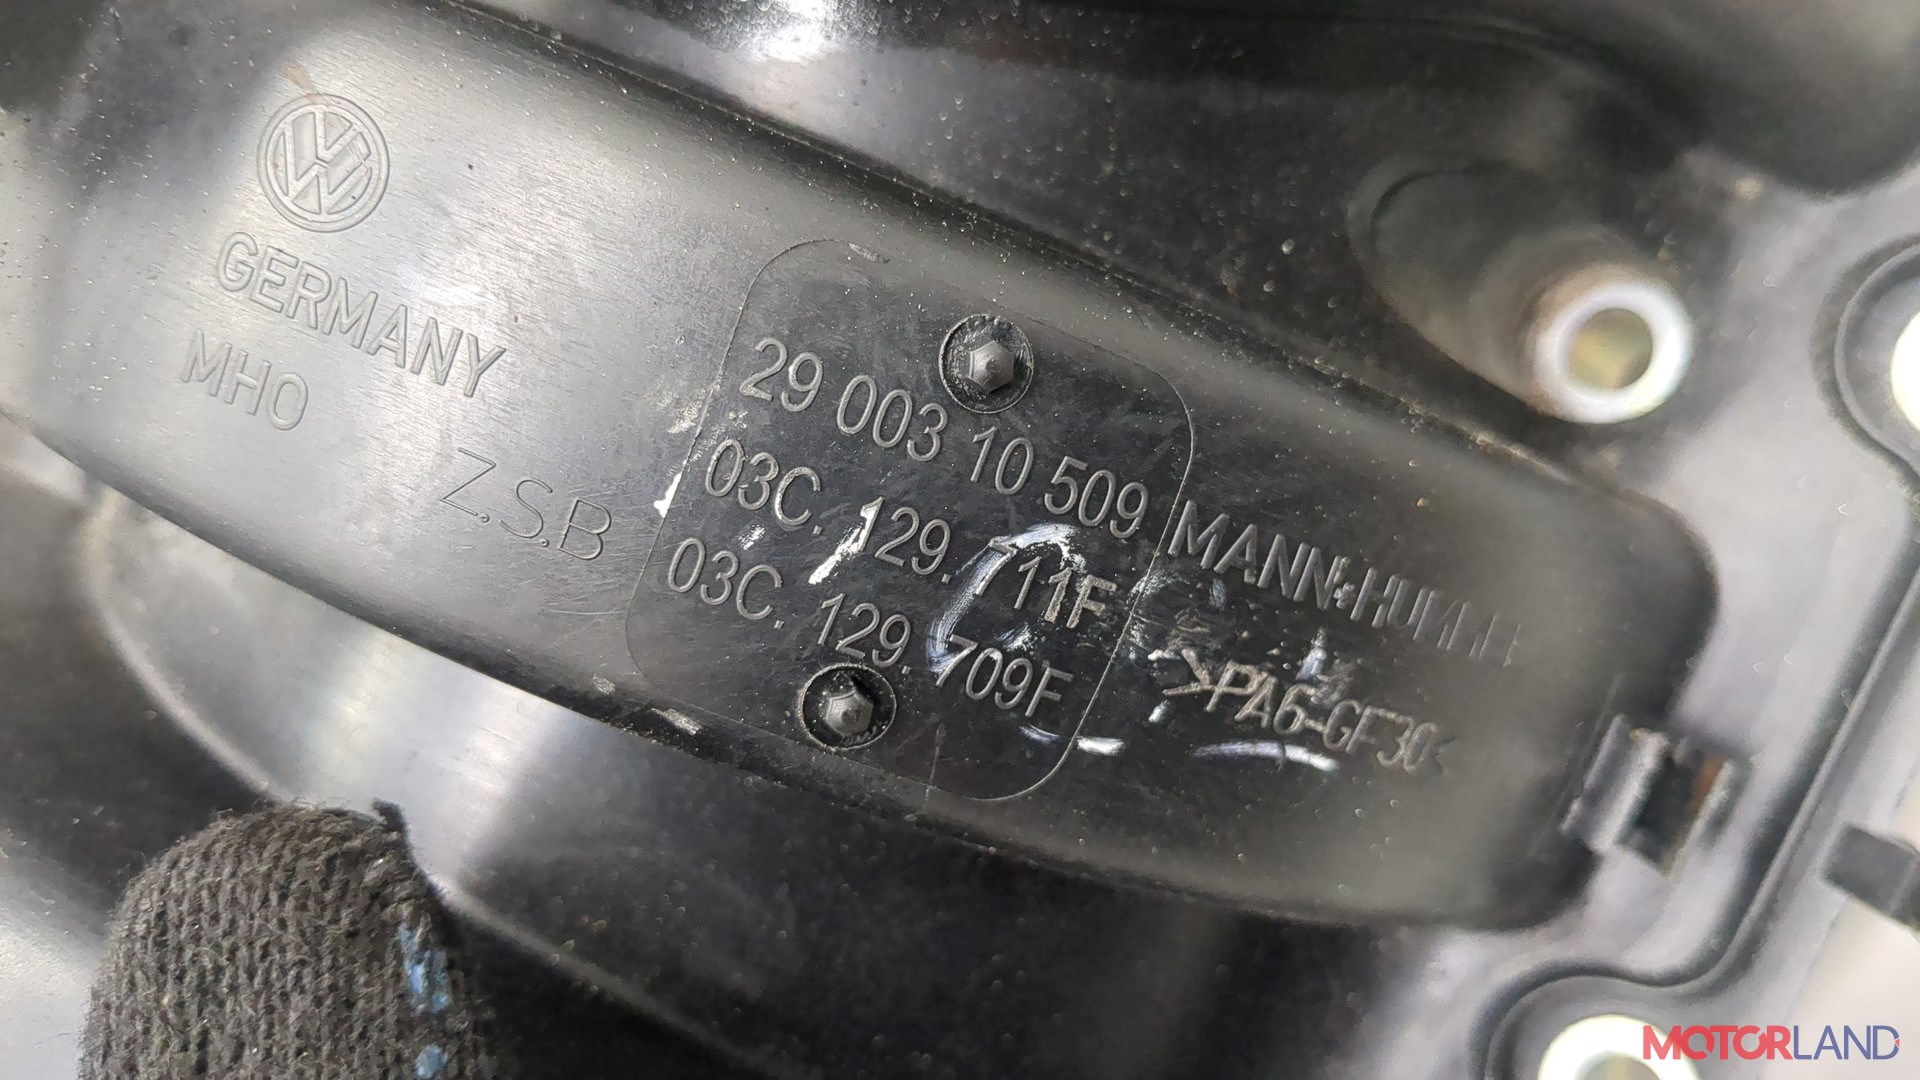 GERMANY
MHO
Z.S.B
29 003 10 509
03C. 129. 711F
03C. 129. 709F
MANN+HUMMEL
>PA6-GF30<
MOTORLAND